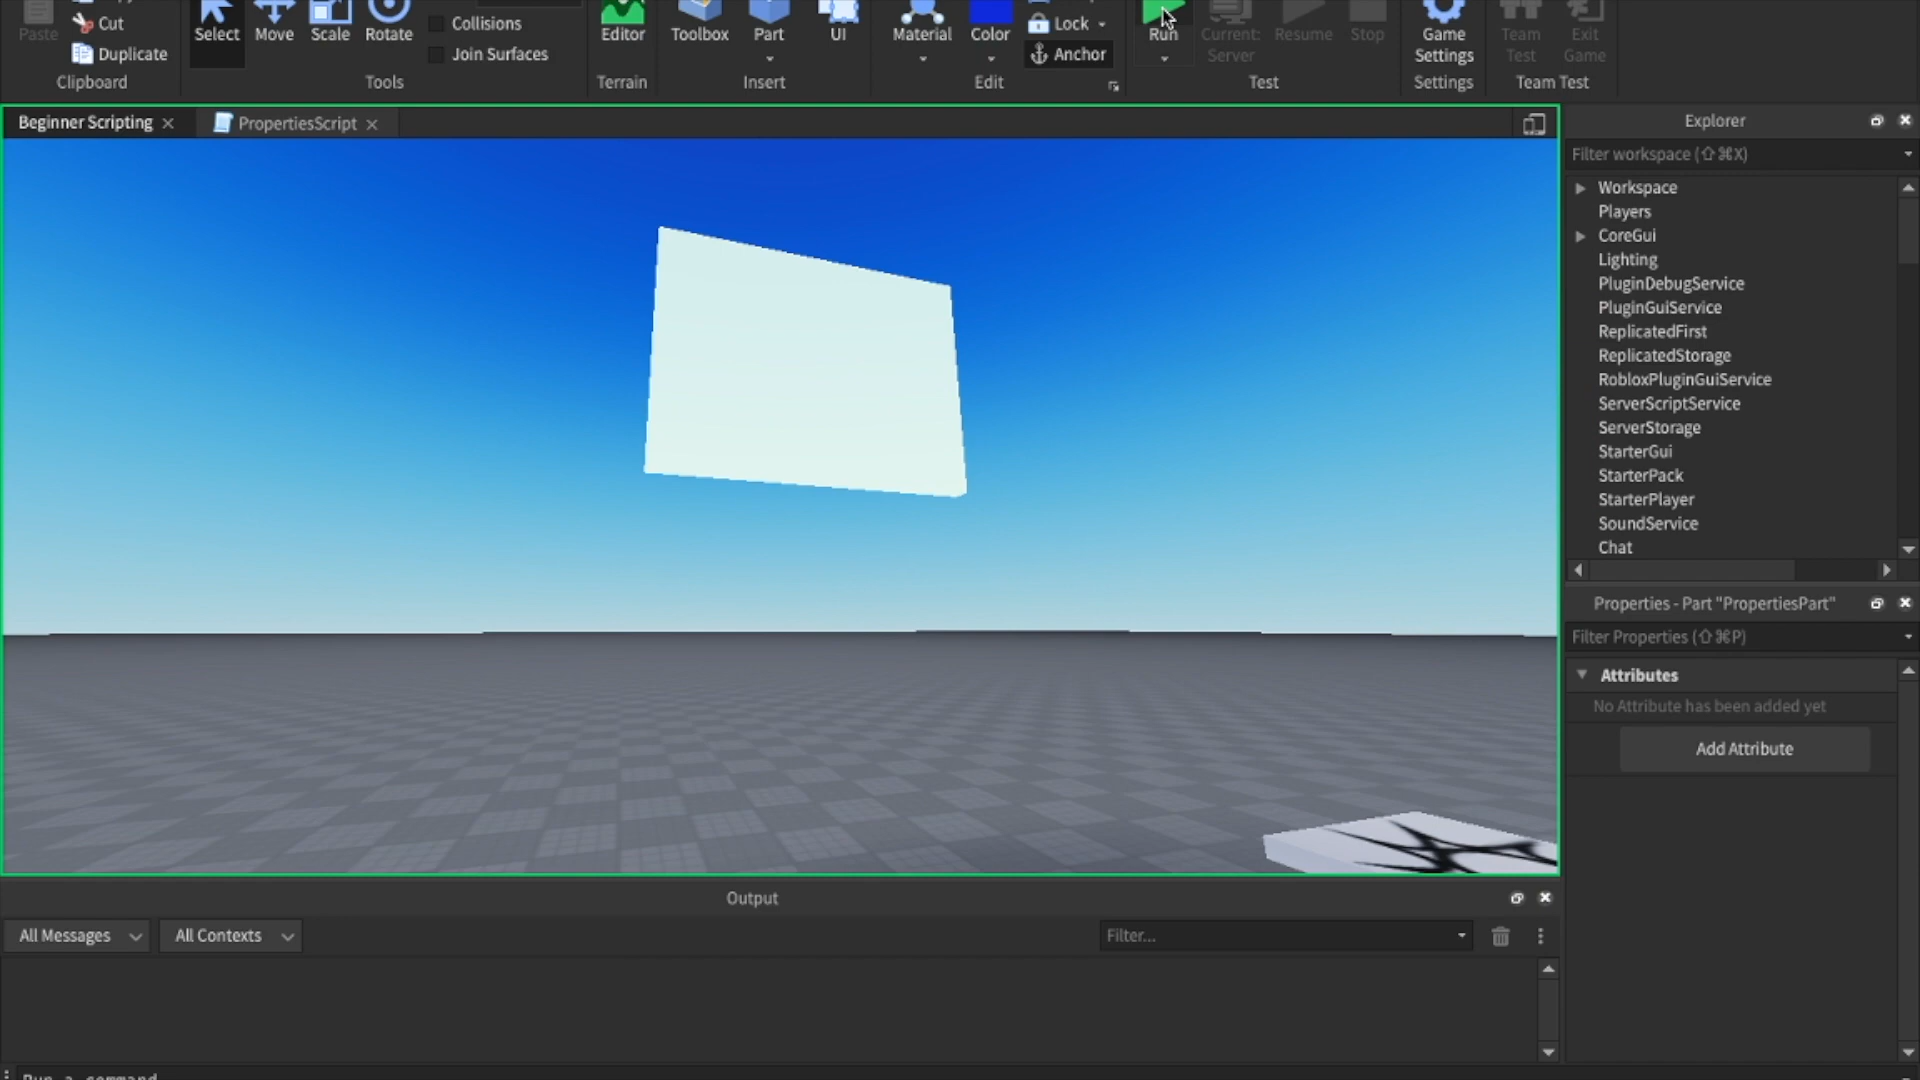 Paste
Cut
Duplicate
Clipboard
Select
Move
Scale
Rotate
Collisions
Join Surfaces
Tools
Editor
Terrain
Toolbox
Part
UI
Insert
Material
Color
Lock
Anchor
Edit
Run
Current:
Server
Resume
Stop
Test
Game
Settings
Settings
Team
Test
Exit
Game
Team Test
Beginner Scripting
PropertiesScript
Explorer
Filter workspace (⇧⌘X)
Workspace
Players
CoreGui
Lighting
PluginDebugService
PluginGuiService
ReplicatedFirst
ReplicatedStorage
RobloxPluginGuiService
ServerScriptService
ServerStorage
StarterGui
StarterPack
StarterPlayer
SoundService
Chat
Properties - Part "PropertiesPart"
Filter Properties (⇧⌘P)
Attributes
No Attribute has been added yet
Add Attribute
Output
All Messages
All Contexts
Filter...
Run a command